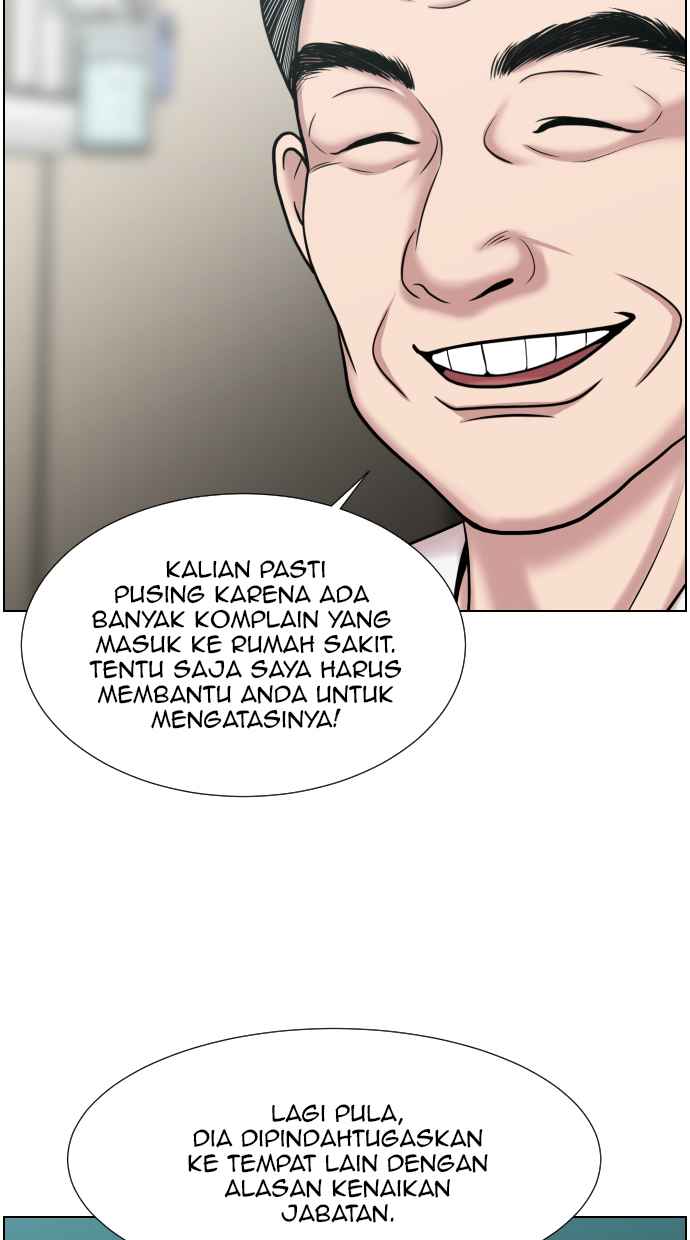 KALIAN PASTI
PUSING KARENA ADA
BANYAK KOMPLAIN YANG
MASUK KE RUMAH SAKIT.
TENTU SAJA SAYA HARUS
MEMBANTU ANDA UNTUK
MENGATASINYA!
LAGI PULA,
DIA DIPINDAHTUGASKAN
KE TEMPAT LAIN DENGAN
ALASAN KENAIKAN
JABATAN.